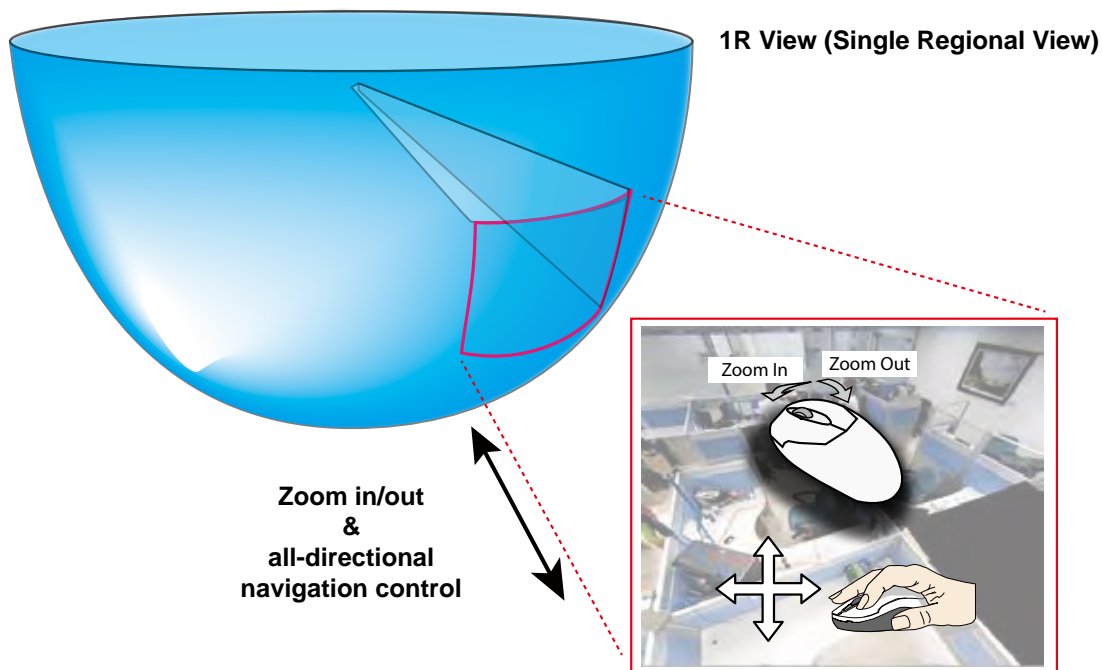 1R View (Single Regional View)
Zoom In
Zoom Out
Zoom in/out
&
all-directional
navigation control